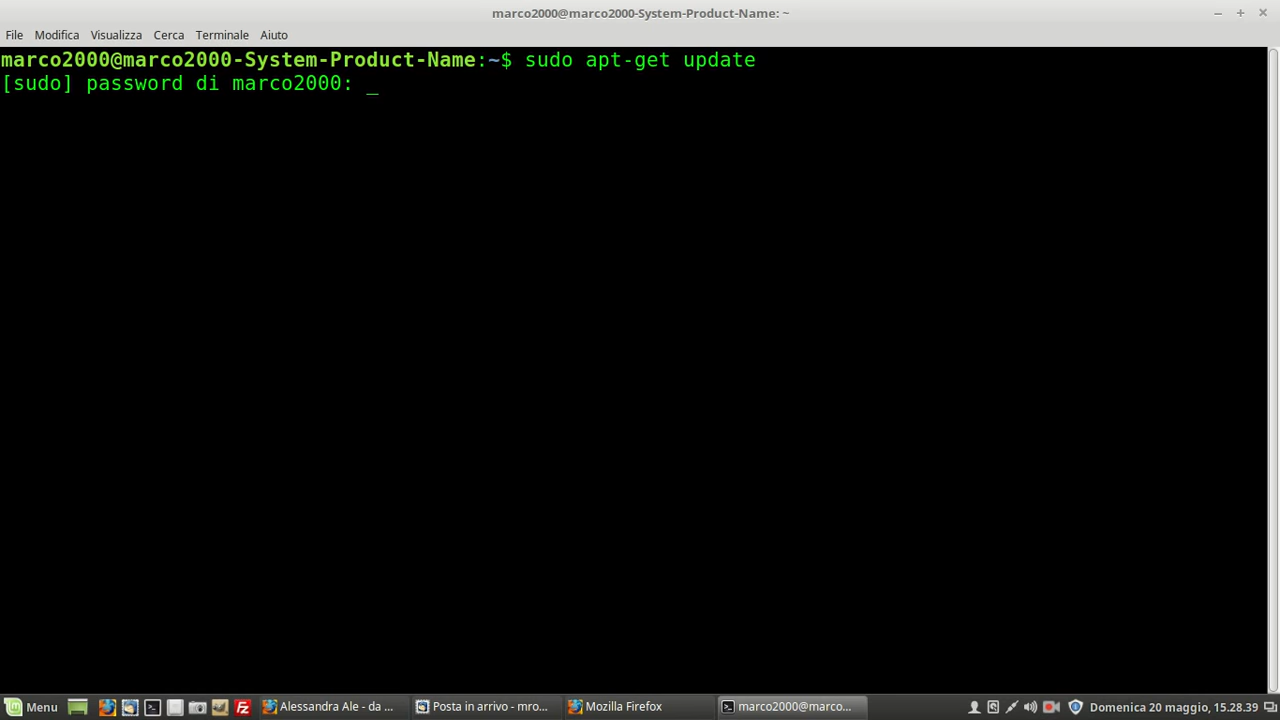 marco2000@marco2000-System-Product-Name: ~
File Modifica Visualizza Cerca Terminale Aiuto
marco2000@marco2000-System-Product-Name:~$ sudo apt-get update
[sudo] password di marco2000: _
Menu Alessandra Ale - da ... Posta in arrivo - mro... Mozilla Firefox marco2000@marco... Domenica 20 maggio, 15.28.39